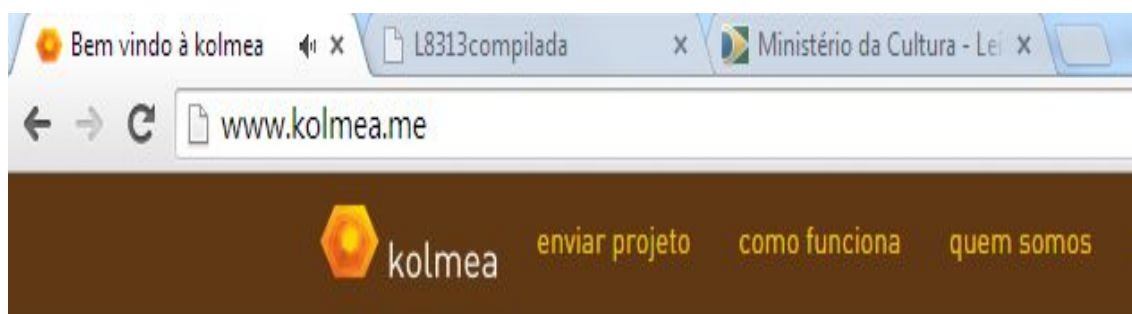 Bem vindo à kolmea L8313compilada Ministério da Cultura - Lei
www.kolmea.me
kolmea enviar projeto como funciona quem somos